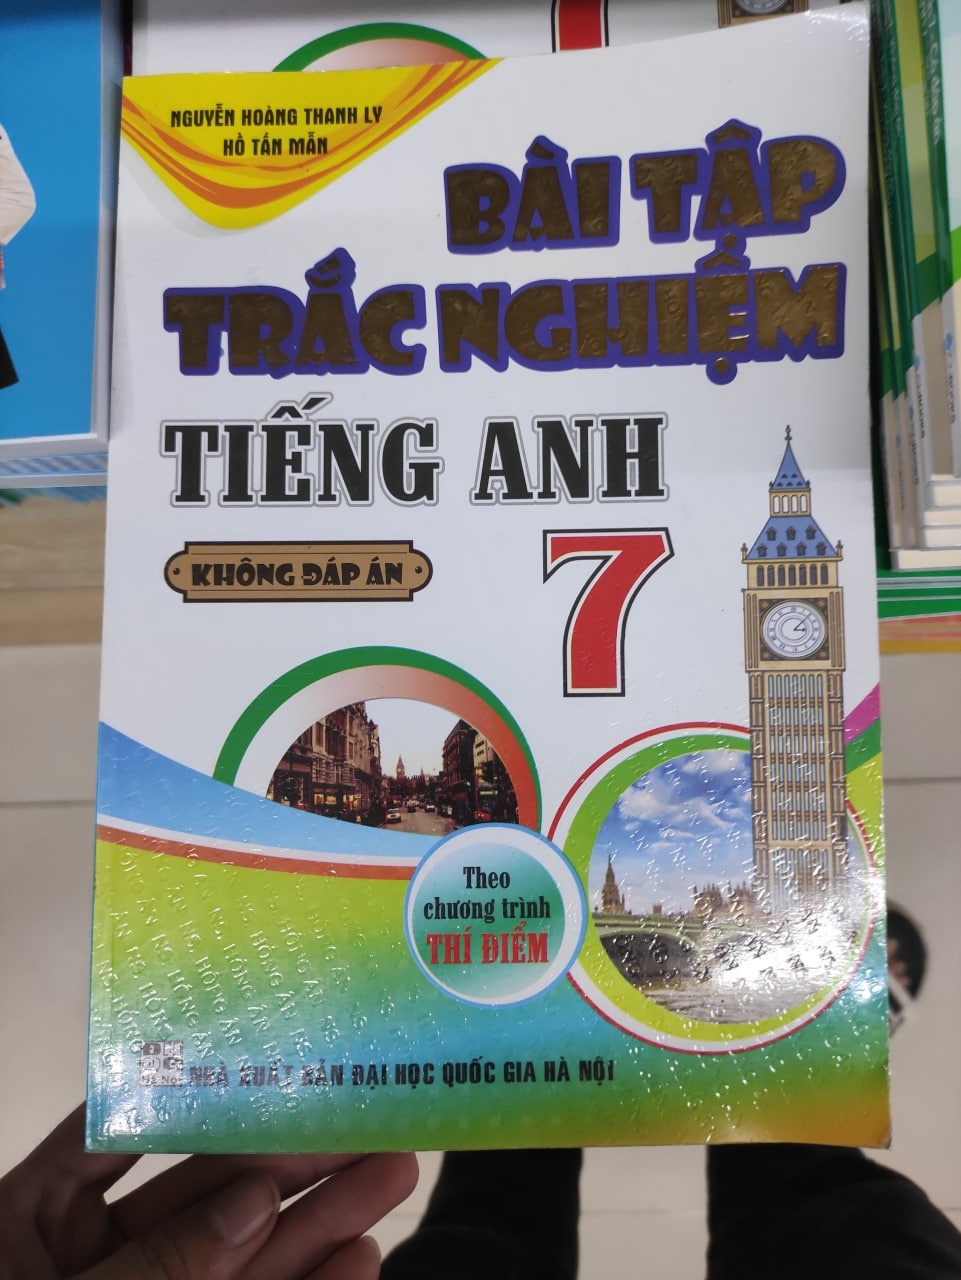 NGUYỄN HOÀNG THANH LY
HỒ TẤN MẪN
BÀI TẬP
TRẮC NGHIỆM
TIẾNG ANH
KHÔNG ĐÁP ÁN
7
Theo
chương trình
THÍ ĐIỂM
NHÀ XUẤT BẢN ĐẠI HỌC QUỐC GIA HÀ NỘI